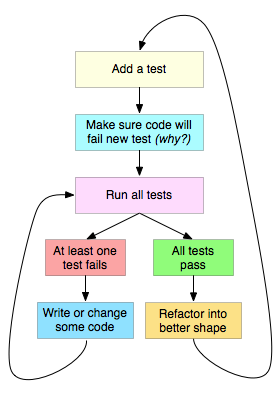 Add a test
Make sure code will
fail new test (why?)
Run all tests
At least one
test fails
All tests
pass
Write or change
some code
Refactor into
better shape